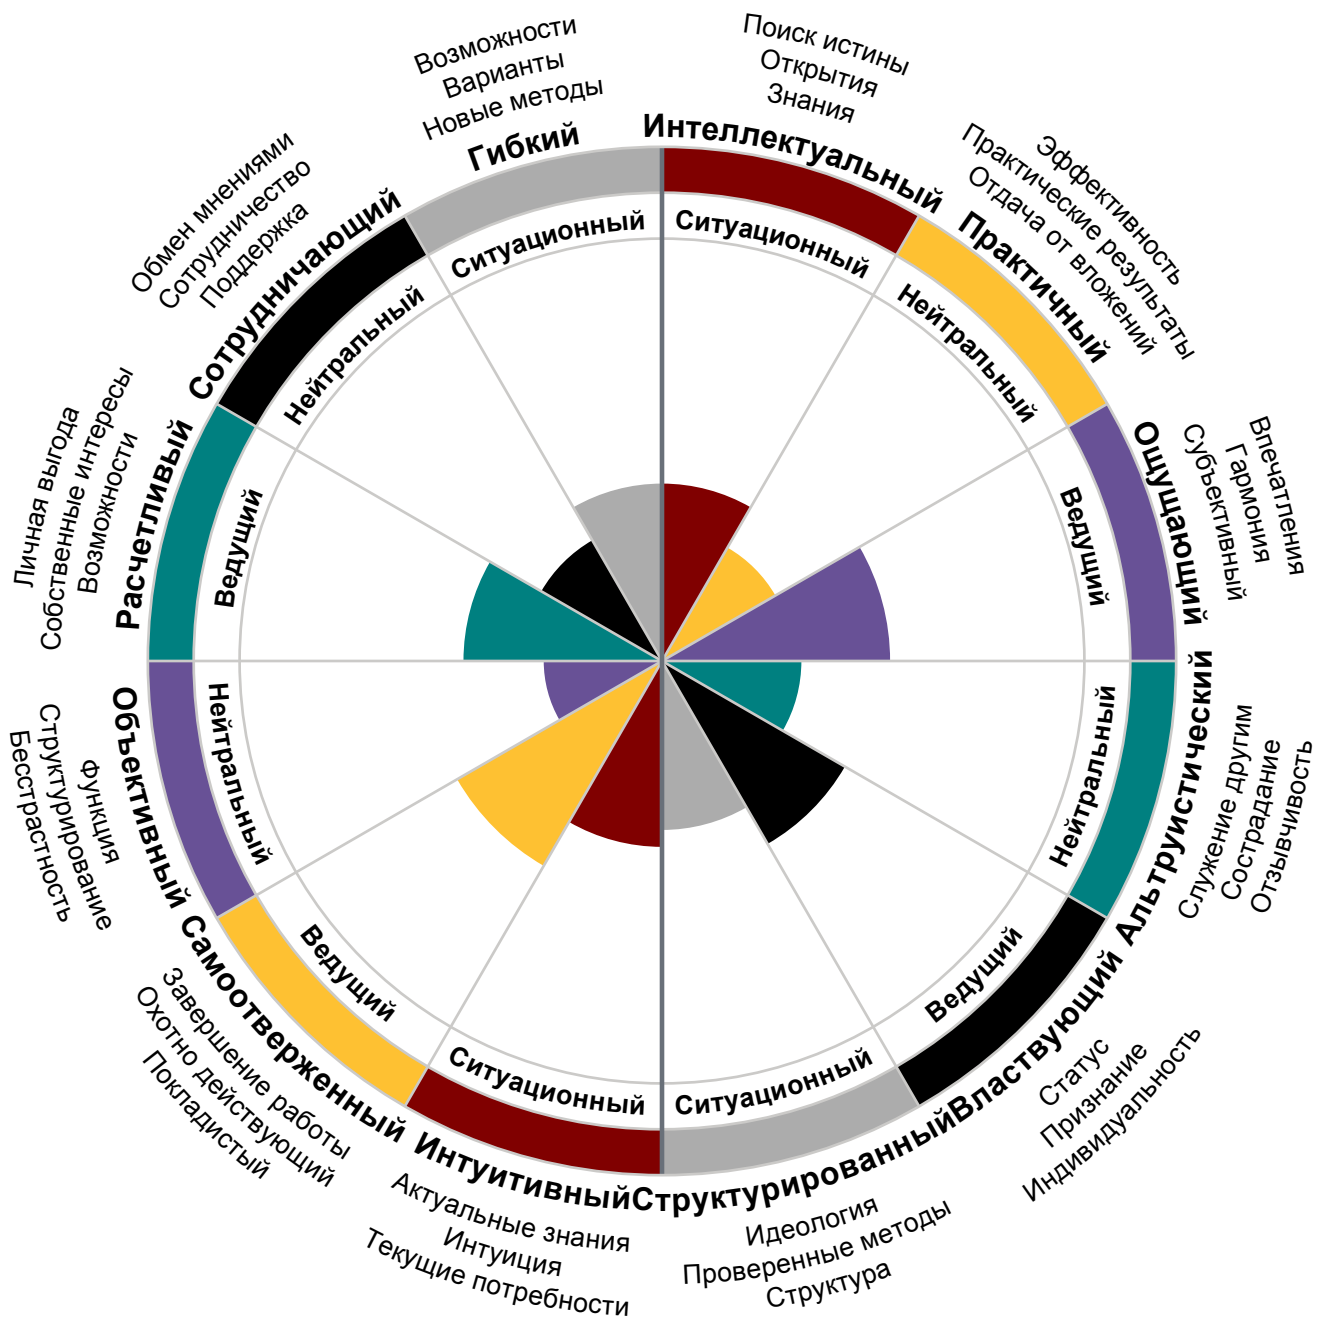 Поиск истины
Открытия
Знания
Интеллектуальный
Ситуационный
Эффективность
Практические результаты
Отдача от вложений
Практичный
Нейтральный
Впечатления
Гармония
Субъективный
Ощущающий
Ведущий
Альтруистический
Нейтральный
Служение другим
Сострадание
Отзывчивость
Властвующий
Ведущий
Статус
Признание
Индивидуальность
Структурированный
Ситуационный
Идеология
Проверенные методы
Структура
Интуитивный
Ситуационный
Актуальные знания
Интуиция
Текущие потребности
Самоотверженный
Ведущий
Завершение работы
Охотно действующий
Покладистый
Объективный
Нейтральный
Функция
Структурирование
Бесстрастность
Личная выгода
Собственные интересы
Возможности
Расчетливый
Ведущий
Обмен мнениями
Сотрудничество
Поддержка
Сотрудничающий
Нейтральный
Возможности
Варианты
Новые методы
Гибкий
Ситуационный